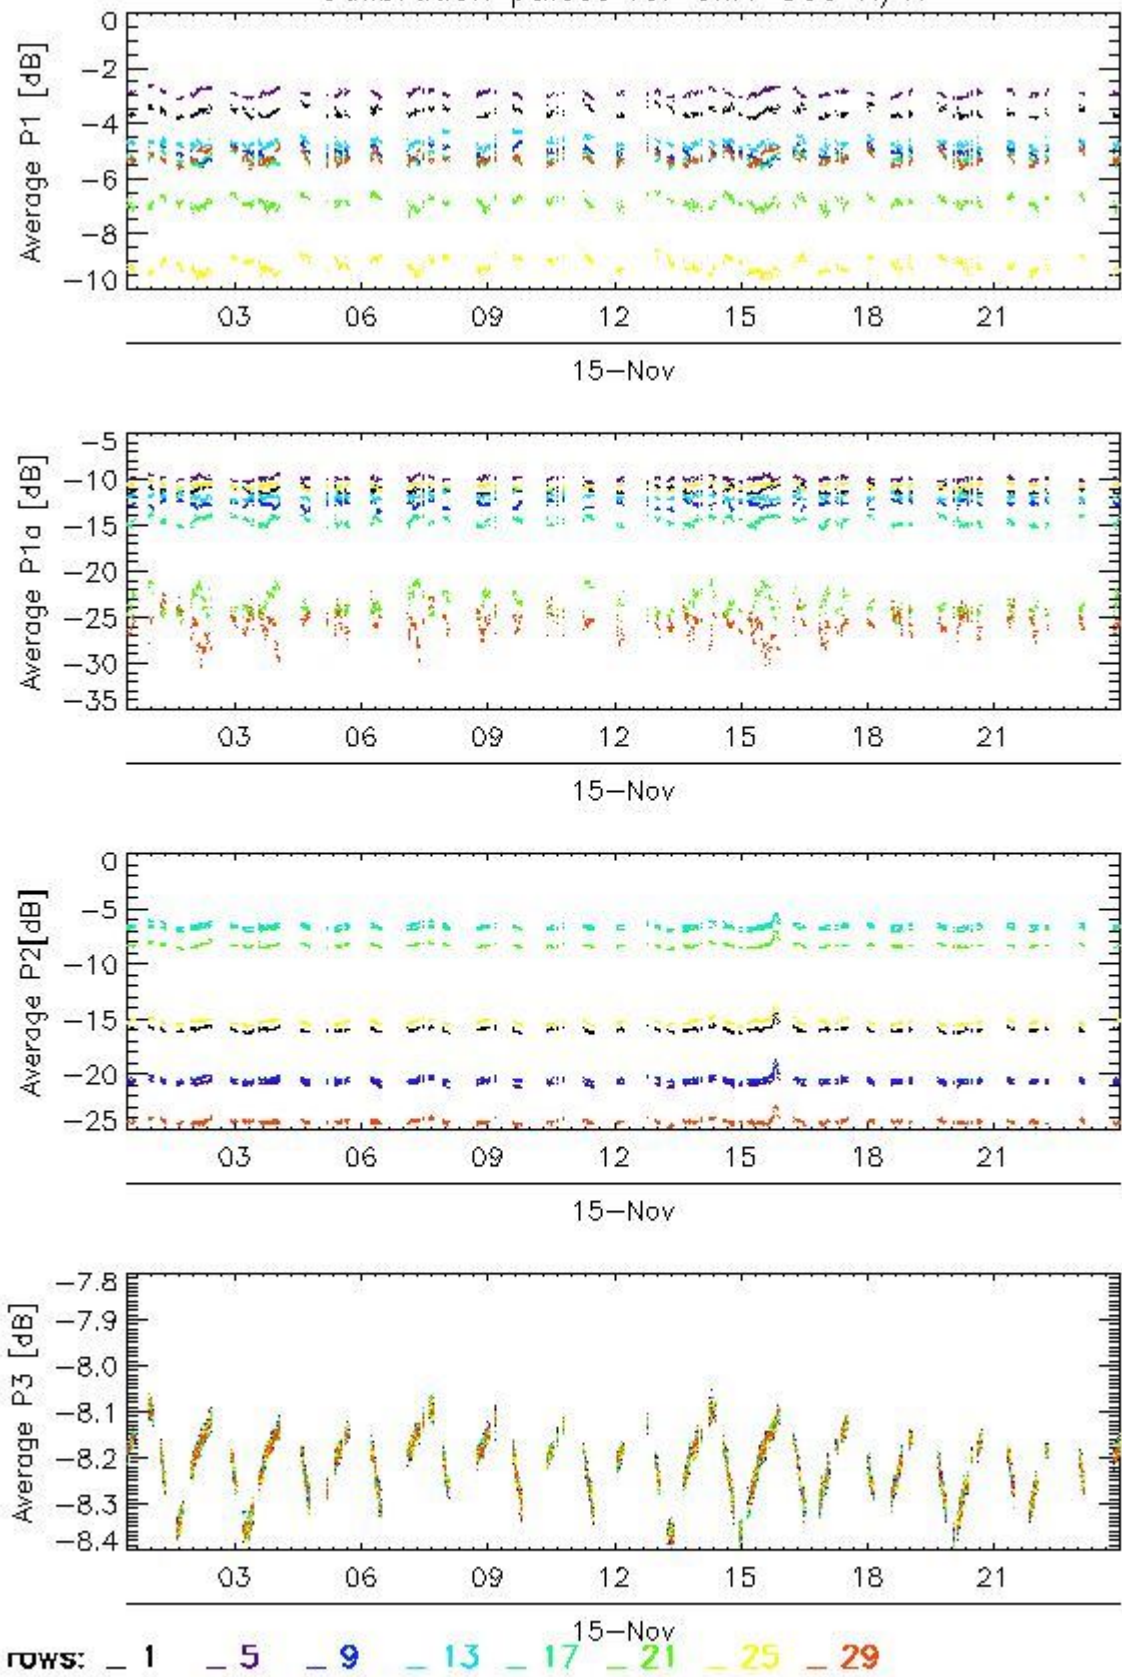 0
−2
−4
−6
−8
−10
Average P1 [dB]
03 06 09 12 15 18 21
15−Nov
−5
−10
−15
−20
−25
−30
−35
Average P1a [dB]
03 06 09 12 15 18 21
15−Nov
0
−5
−10
−15
−20
−25
Average P2[dB]
03 06 09 12 15 18 21
15−Nov
−7.8
−7.9
−8.0
−8.1
−8.2
−8.3
−8.4
Average P3 [dB]
03 06 09 12 15 18 21
15−Nov
rows: _ 1 _ 5 _ 9 _ 13 _ 17 _ 21 _ 25 _ 29